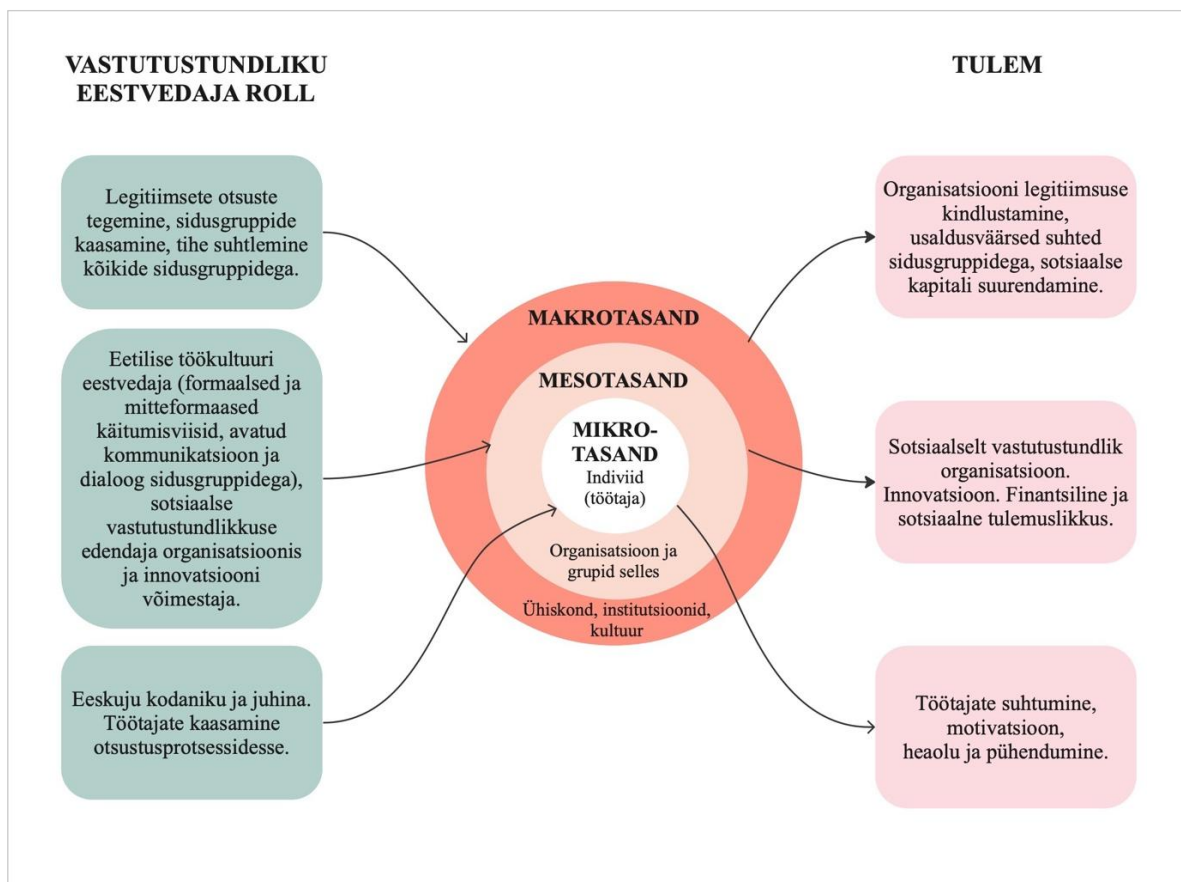 VASTUTUSTUNDLIKU
EESTVEDAJA ROLL
TULEM
Legitiimsete otsuste
tegemine, sidusgruppide
kaasamine, tihe suhtlemine
kõikide sidusgruppidega.
Eetilise töökultuuri
eestvedaja (formaalsed ja
mitteformaased
käitumisviisid, avatud
kommunikatsioon ja
dialoog sidusgruppidega),
sotsiaalse
vastutustundlikkuse
edendaja organisatsioonis
ja innovatsiooni
võimestaja.
Eeskuju kodaniku ja juhina.
Töötajate kaasamine
otsustusprotsessidesse.
MAKROTASAND
MESOTASAND
MIKRO-
TASAND
Indiviid
(töötaja)
Organisatsioon ja
grupid selles
Ühiskond, institutsioonid,
kultuur
Organisatsiooni legitiimsuse
kindlustamine,
usaldusväärsed suhted
sidusgruppidega, sotsiaalse
kapitali suurendamine.
Sotsiaalselt vastutustundlik
organisatsioon.
Innovatsioon. Finantsiline ja
sotsiaalne tulemuslikkus.
Töötajate suhtumine,
motivatsioon,
heaolu ja pühendumine.